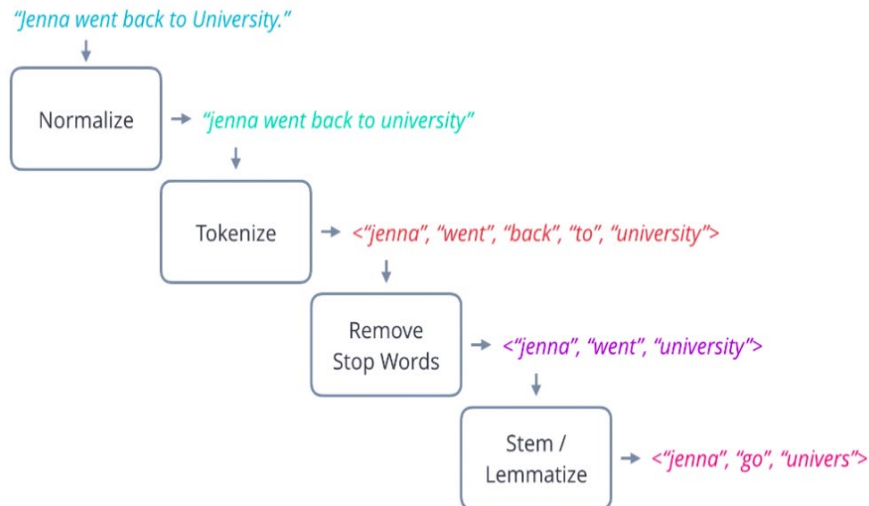 “Jenna went back to University.”
Normalize
“jenna went back to university”
Tokenize
<“jenna”, “went”, “back”, “to”, “university”>
Remove
Stop Words
<“jenna”, “went”, “university”>
Stem /
Lemmatize
<“jenna”, “go”, “univers”>